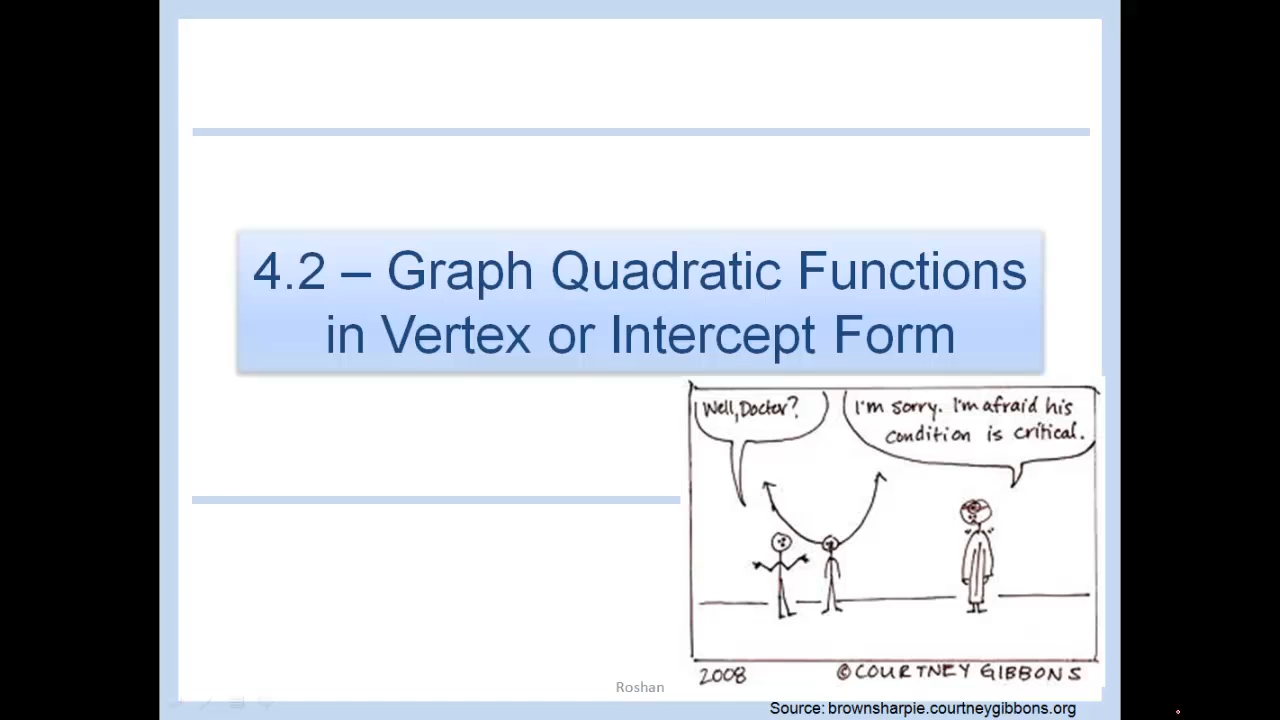 4.2 – Graph Quadratic Functions
in Vertex or Intercept Form
Well, Doctor?
I'm sorry. I'm afraid his
condition is critical.
2008
©COURTNEY GIBBONS
Roshan
Source: brownsharpie.courtneygibbons.org